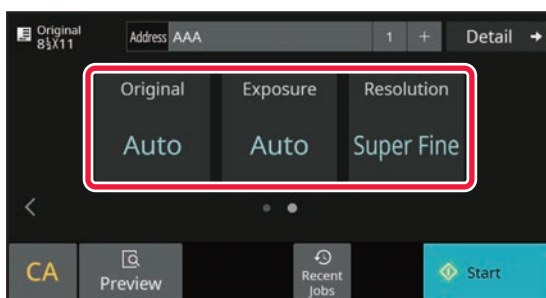 Original
8½X11
Address AAA 1 + Detail
Original Exposure Resolution
Auto Auto Super Fine
CA
Preview
Recent
Jobs
Start